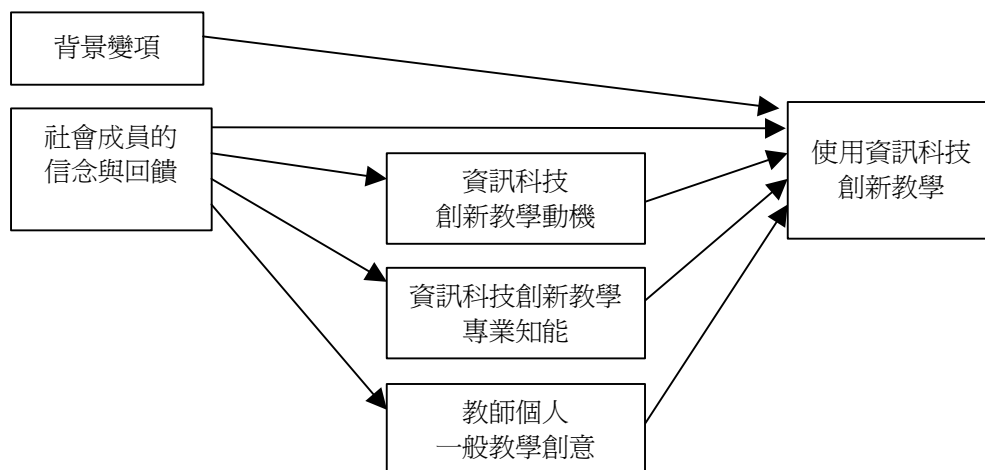 背景變項
社會成員的
信念與回饋
資訊科技
創新教學動機
資訊科技創新教學
專業知能
教師個人
一般教學創意
使用資訊科技
創新教學